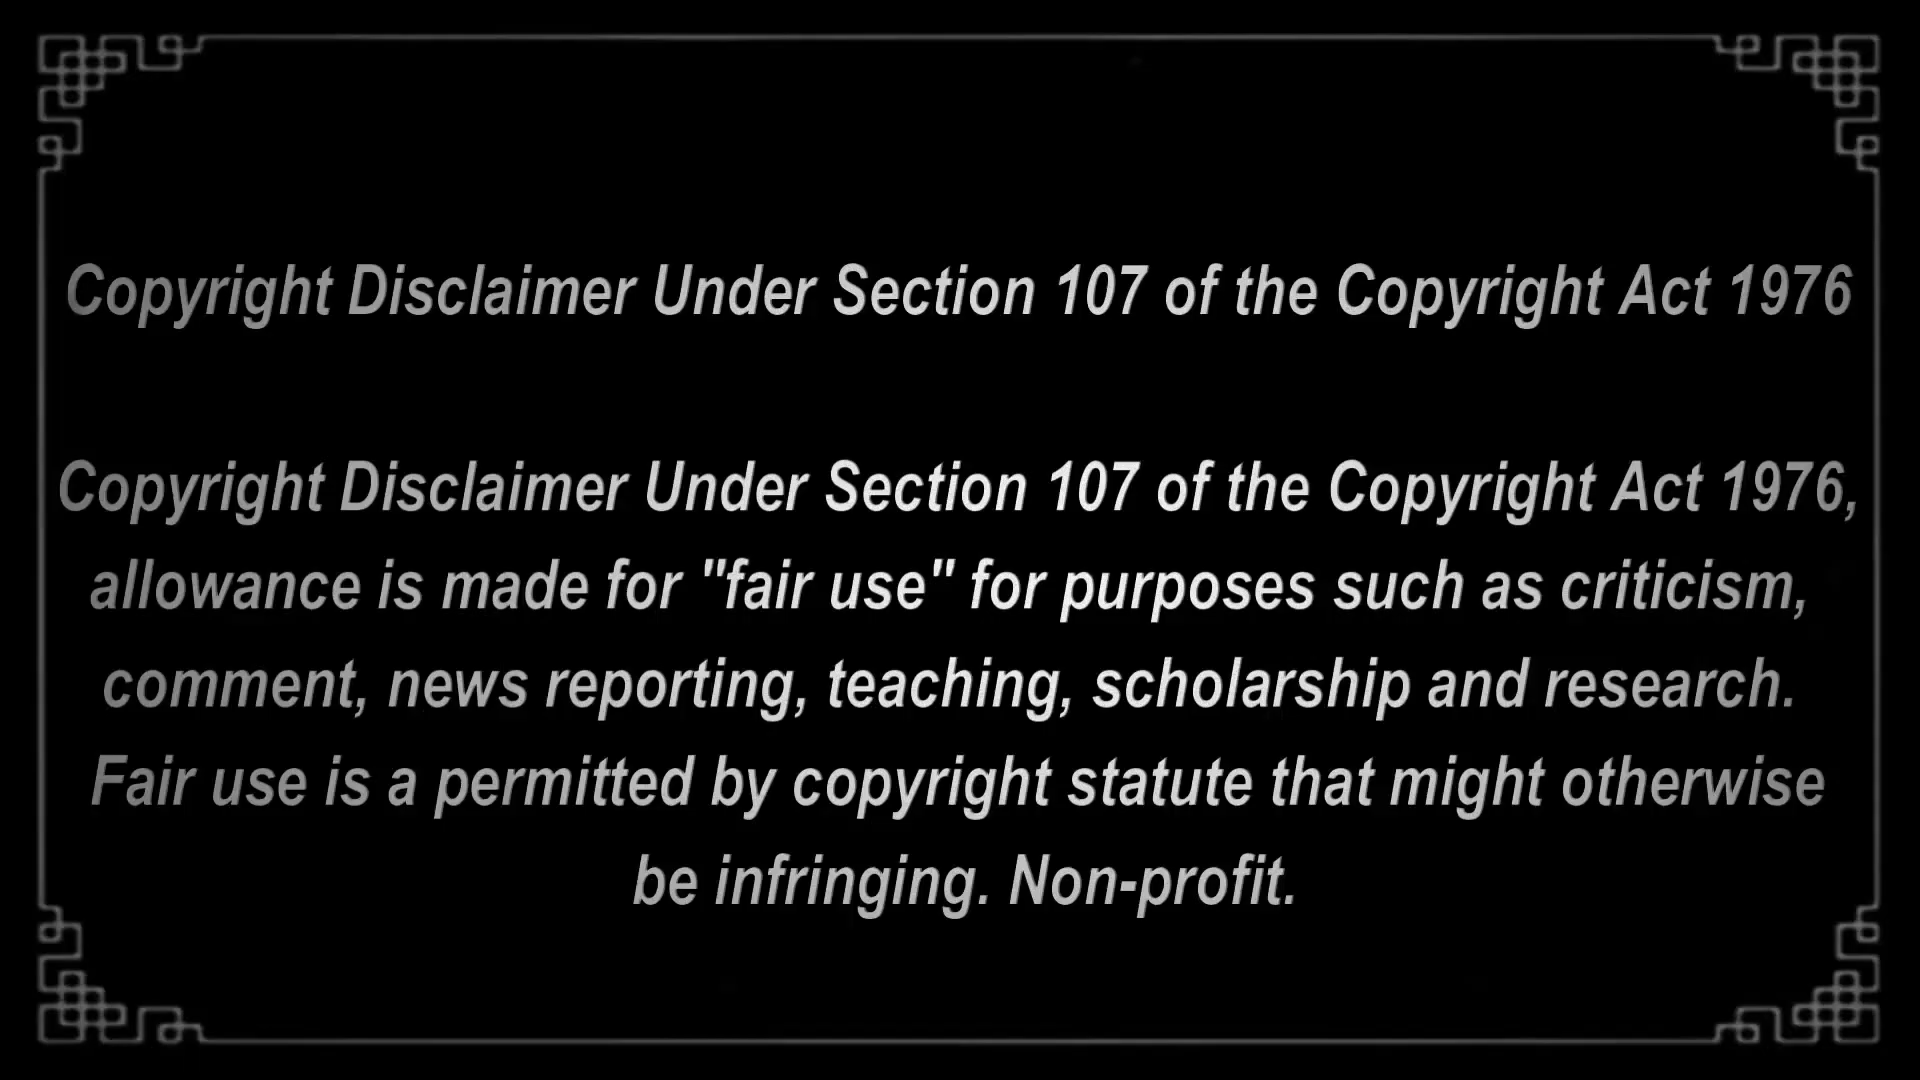 Copyright Disclaimer Under Section 107 of the Copyright Act 1976
Copyright Disclaimer Under Section 107 of the Copyright Act 1976,
allowance is made for "fair use" for purposes such as criticism,
comment, news reporting, teaching, scholarship and research.
Fair use is a permitted by copyright statute that might otherwise
be infringing. Non-profit.